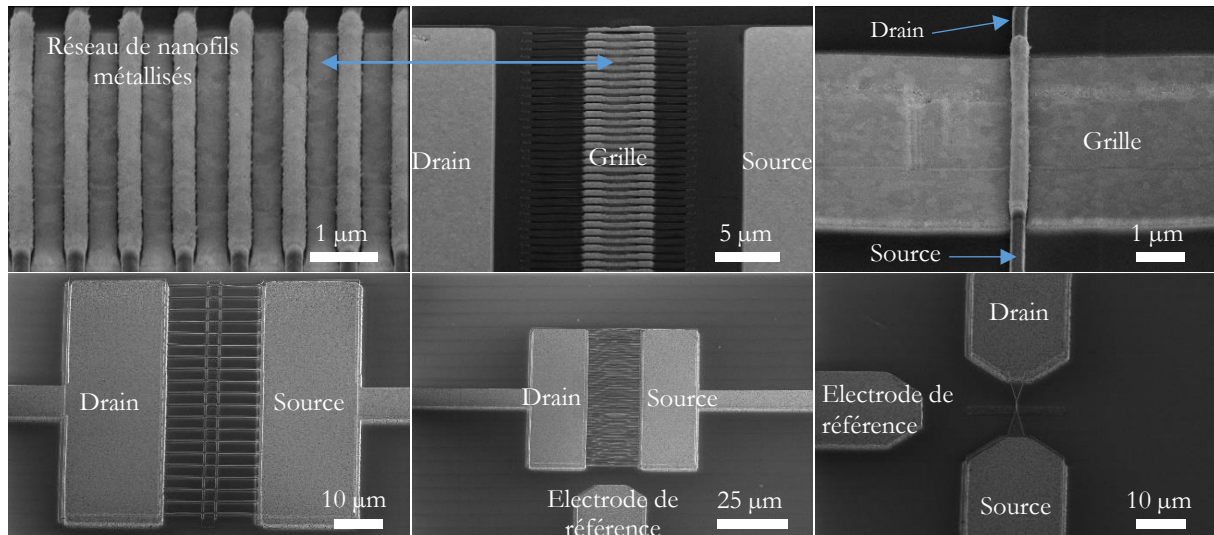 Réseau de nanofils
métallisés
1 µm
Drain
Grille
Source
5 µm
Drain
Grille
Source
1 µm
Drain
Source
10 µm
Drain
Source
Electrode de
référence
25 µm
Drain
Electrode de
référence
Source
10 µm